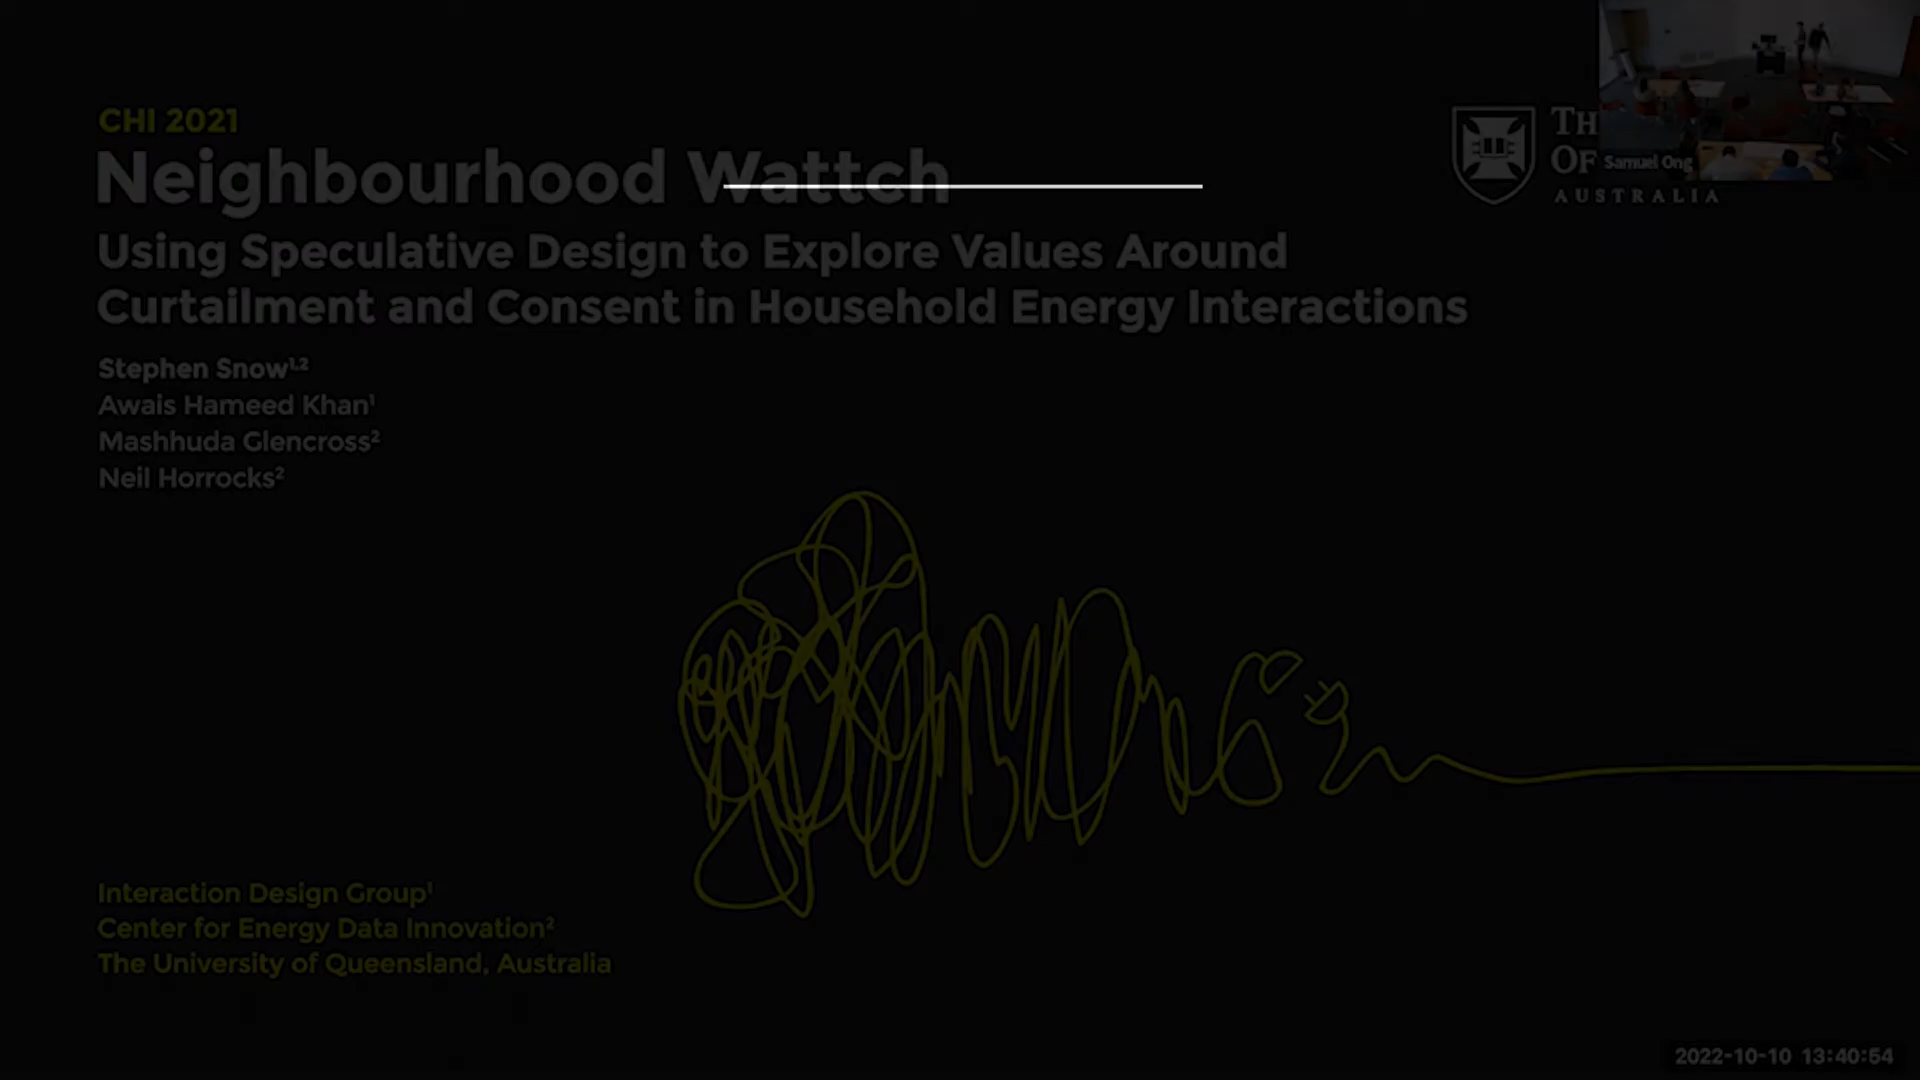 CHI 2021
Neighbourhood Wattch
Using Speculative Design to Explore Values Around
Curtailment and Consent in Household Energy Interactions
Stephen Snow1,2
Awais Hameed Khan1
Mashhuda Glencross2
Neil Horrocks2
TH
OF
AUSTRALIA
Samuel Ong
Interaction Design Group1
Center for Energy Data Innovation2
The University of Queensland, Australia
2022-10-10 13:40:54